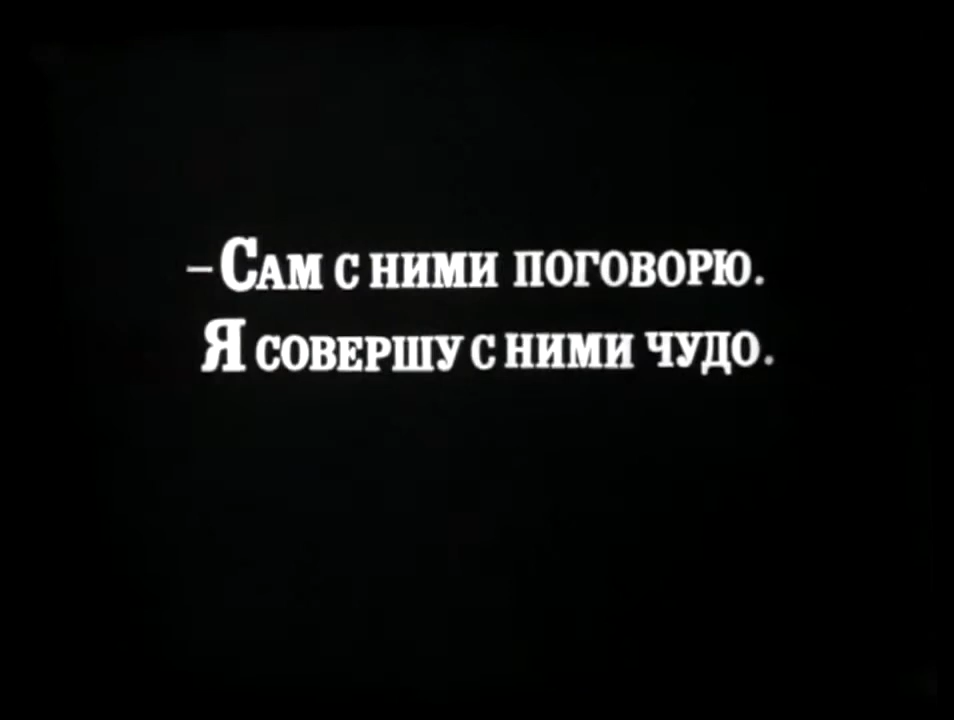 – Сам с ними поговорю.
Я совершу с ними чудо.